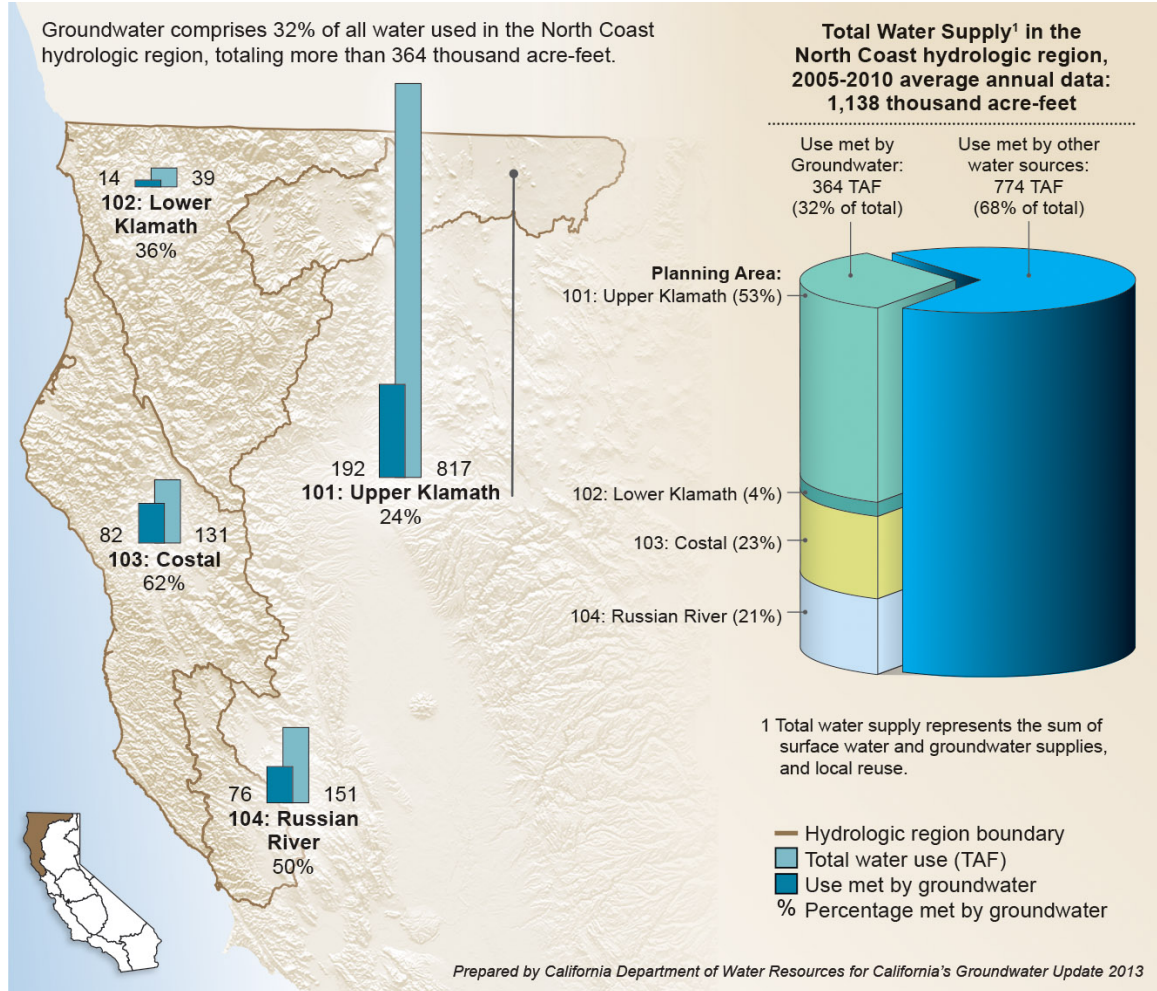 Groundwater comprises 32% of all water used in the North Coast
hydrologic region, totaling more than 364 thousand acre-feet.
14 39
102: Lower
Klamath
36%
192 817
101: Upper Klamath
24%
82 131
103: Costal
62%
76 151
104: Russian
River
50%
Total Water Supply1 in the
North Coast hydrologic region,
2005-2010 average annual data:
1,138 thousand acre-feet
Use met by
Groundwater:
364 TAF
(32% of total)
Use met by other
water sources:
774 TAF
(68% of total)
Planning Area:
101: Upper Klamath (53%)
102: Lower Klamath (4%)
103: Costal (23%)
104: Russian River (21%)
1 Total water supply represents the sum of
surface water and groundwater supplies,
and local reuse.
Hydrologic region boundary
Total water use (TAF)
Use met by groundwater
% Percentage met by groundwater
Prepared by California Department of Water Resources for California's Groundwater Update 2013